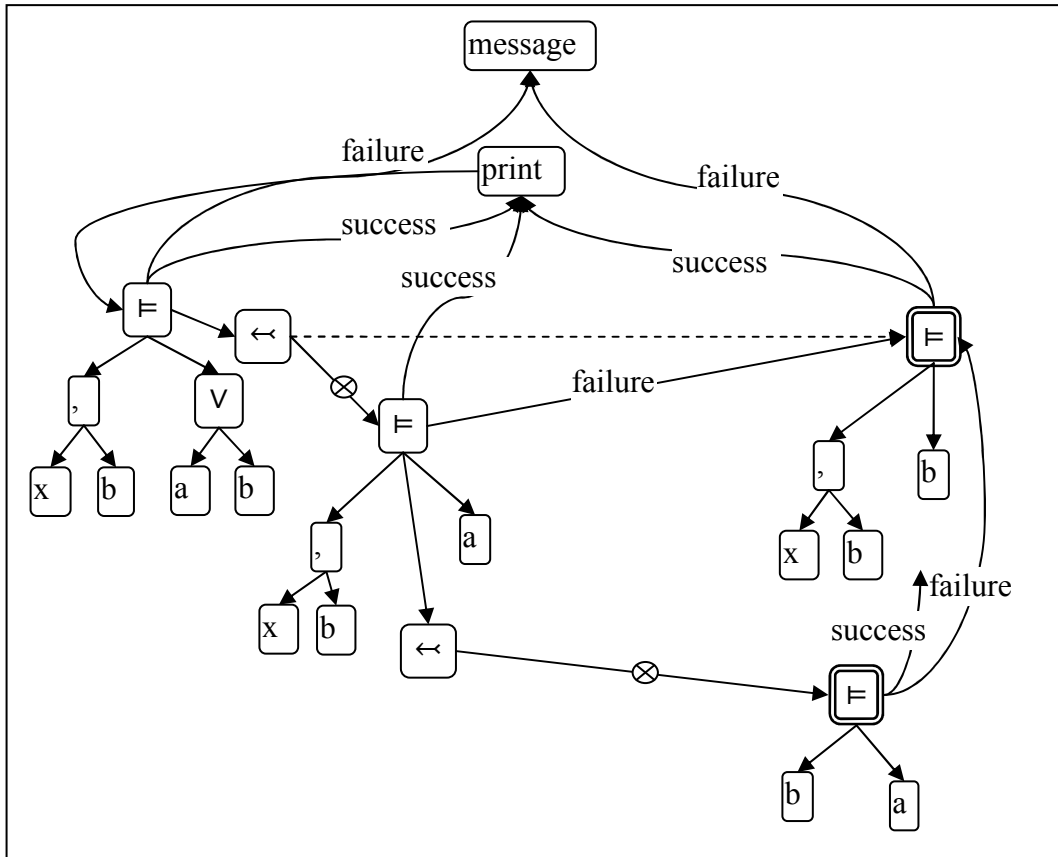 message
failure
print
failure
success
success
success
⊨
↢
⊨
failure
⊨
,
∨
,
b
x
b
a
b
,
a
x
b
x
b
failure
success
↢
⊨
b
a